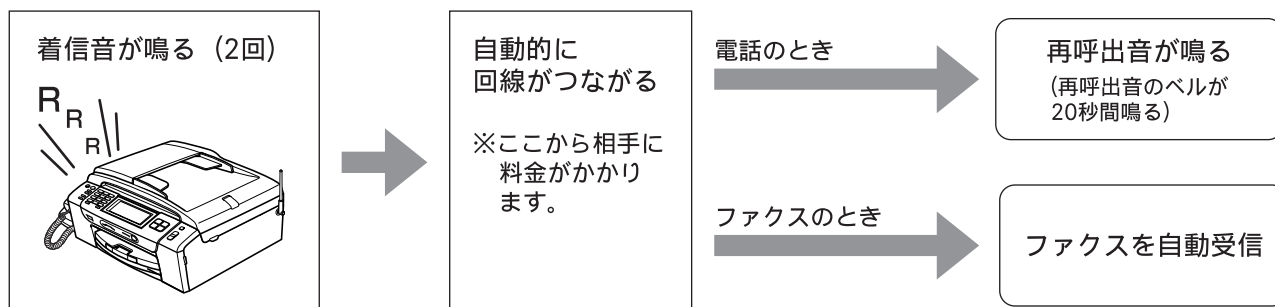 着信音が鳴る（2回）
R
R
R
自動的に
回線がつながる
※ここから相手に
料金がかかり
ます。
電話のとき
再呼出音が鳴る
(再呼出音のベルが
20秒間鳴る)
ファクスのとき
ファクスを自動受信